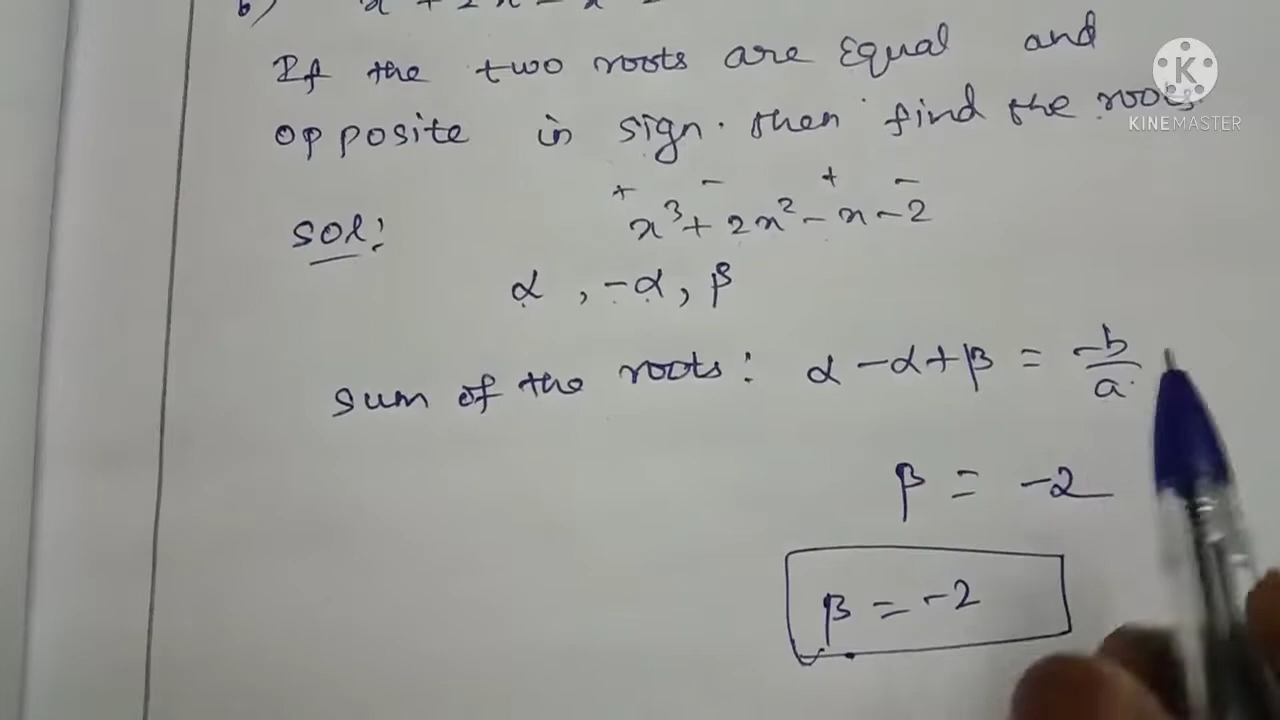 b)
If the two roots are Equal and
opposite in sign. then find the roots.
K
KINEMASTER
+ - + -
Sol: x³ + 2x² - x - 2
α , -α, β
Sum of the roots: α - α + β = -b/a
β = -2
β = -2